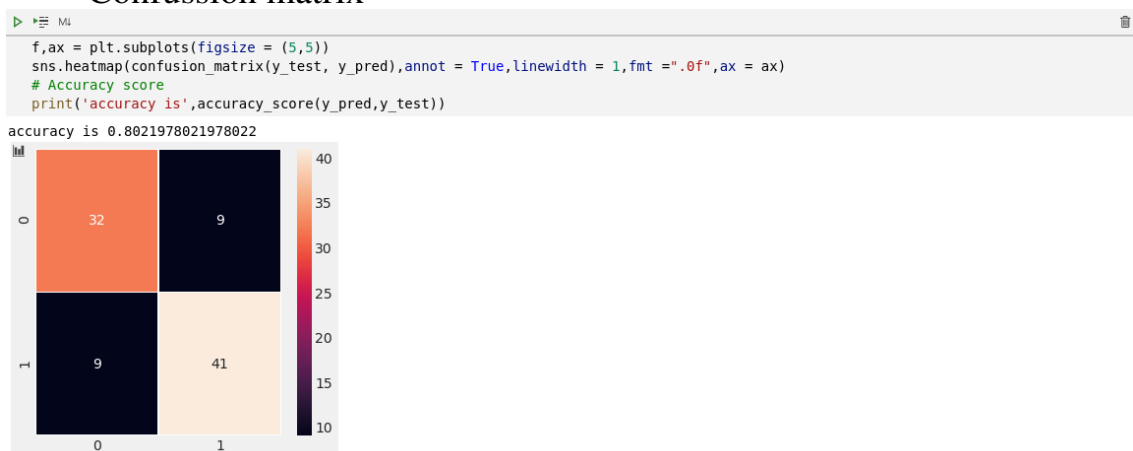 Confussion matrix
M↓
f,ax = plt.subplots(figsize = (5,5))
sns.heatmap(confusion_matrix(y_test, y_pred),annot = True,linewidth = 1,fmt =".0f",ax = ax)
# Accuracy score
print('accuracy is',accuracy_score(y_pred,y_test))
accuracy is 0.8021978021978022
40
35
30
25
20
15
10
0
32
9
1
9
41
0
1